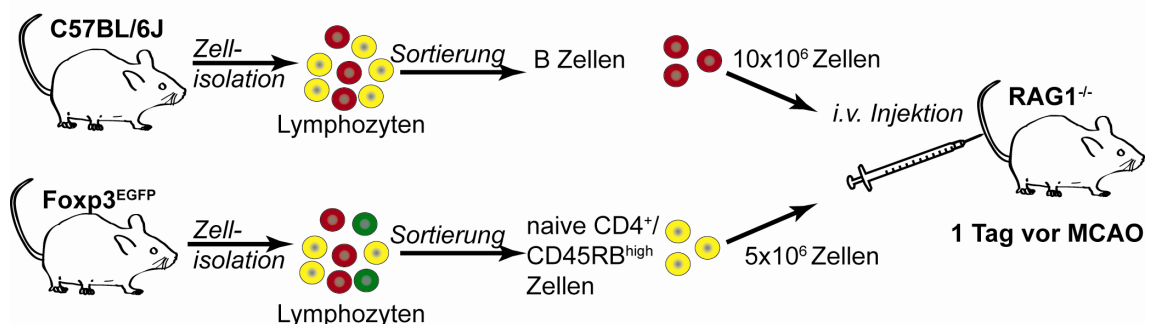 C57BL/6J
Zell-
isolation
Lymphozyten
Sortierung
B Zellen
10x10⁶ Zellen
i.v. Injektion
RAG1⁻/⁻
1 Tag vor MCAO
Foxp3ᴱᴳᶠᴾ
Zell-
isolation
Lymphozyten
Sortierung
naive CD4⁺/
CD45RBʰⁱᵍʰ
Zellen
5x10⁶ Zellen